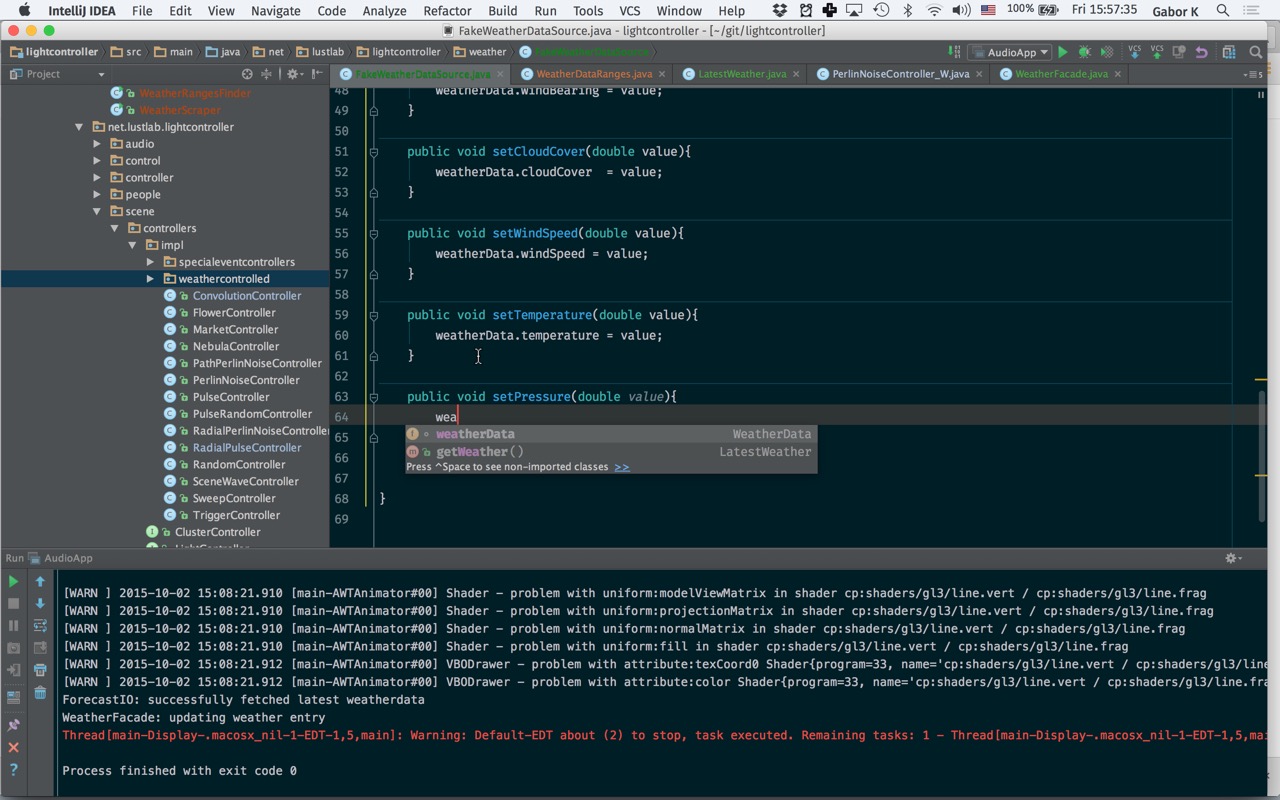 IntelliJ IDEA File Edit View Navigate Code Analyze Refactor Build Run Tools VCS Window Help 100% Fri 15:57:35 Gabor K
FakeWeatherDataSource.java - lightcontroller - [~/git/lightcontroller]
lightcontroller src main java net lustlab lightcontroller weather FakeWeatherDataSource AudioApp VCS VCS
Project FakeWeatherDataSource.java WeatherDataRanges.java LatestWeather.java PerlinNoiseController_W.java WeatherFacade.java
WeatherRangesFinder
WeatherScraper
net.lustlab.lightcontroller
audio
control
controller
people
scene
controllers
impl
specialeventcontrollers
weathercontrolled
ConvolutionController
FlowerController
MarketController
NebulaController
PathPerlinNoiseController
PerlinNoiseController
PulseController
PulseRandomController
RadialPerlinNoiseController
RadialPulseController
RandomController
SceneWaveController
SweepController
TriggerController
ClusterController
48 weatherData.windBearing = value;
49 }
50
51 public void setCloudCover(double value){
52 weatherData.cloudCover  = value;
53 }
54
55 public void setWindSpeed(double value){
56 weatherData.windSpeed = value;
57 }
58
59 public void setTemperature(double value){
60 weatherData.temperature = value;
61 }
62
63 public void setPressure(double value){
64 wea
65
66
67
68 }
69
weatherData WeatherData
getWeather() LatestWeather
Press ^Space to see non-imported classes >>
Run AudioApp
[WARN ] 2015-10-02 15:08:21.910 [main-AWTAnimator#00] Shader - problem with uniform:modelViewMatrix in shader cp:shaders/gl3/line.vert / cp:shaders/gl3/line.frag
[WARN ] 2015-10-02 15:08:21.910 [main-AWTAnimator#00] Shader - problem with uniform:projectionMatrix in shader cp:shaders/gl3/line.vert / cp:shaders/gl3/line.frag
[WARN ] 2015-10-02 15:08:21.910 [main-AWTAnimator#00] Shader - problem with uniform:normalMatrix in shader cp:shaders/gl3/line.vert / cp:shaders/gl3/line.frag
[WARN ] 2015-10-02 15:08:21.910 [main-AWTAnimator#00] Shader - problem with uniform:fill in shader cp:shaders/gl3/line.vert / cp:shaders/gl3/line.frag
[WARN ] 2015-10-02 15:08:21.912 [main-AWTAnimator#00] VBODrawer - problem with attribute:texCoord0 Shader{program=33, name='cp:shaders/gl3/line.vert / cp:shaders/gl3/line
[WARN ] 2015-10-02 15:08:21.912 [main-AWTAnimator#00] VBODrawer - problem with attribute:color Shader{program=33, name='cp:shaders/gl3/line.vert / cp:shaders/gl3/line.fra
ForecastIO: successfully fetched latest weatherdata
WeatherFacade: updating weather entry
Thread[main-Display-.macosx_nil-1-EDT-1,5,main]: Warning: Default-EDT about (2) to stop, task executed. Remaining tasks: 1 - Thread[main-Display-.macosx_nil-1-EDT-1,5,mai
Process finished with exit code 0